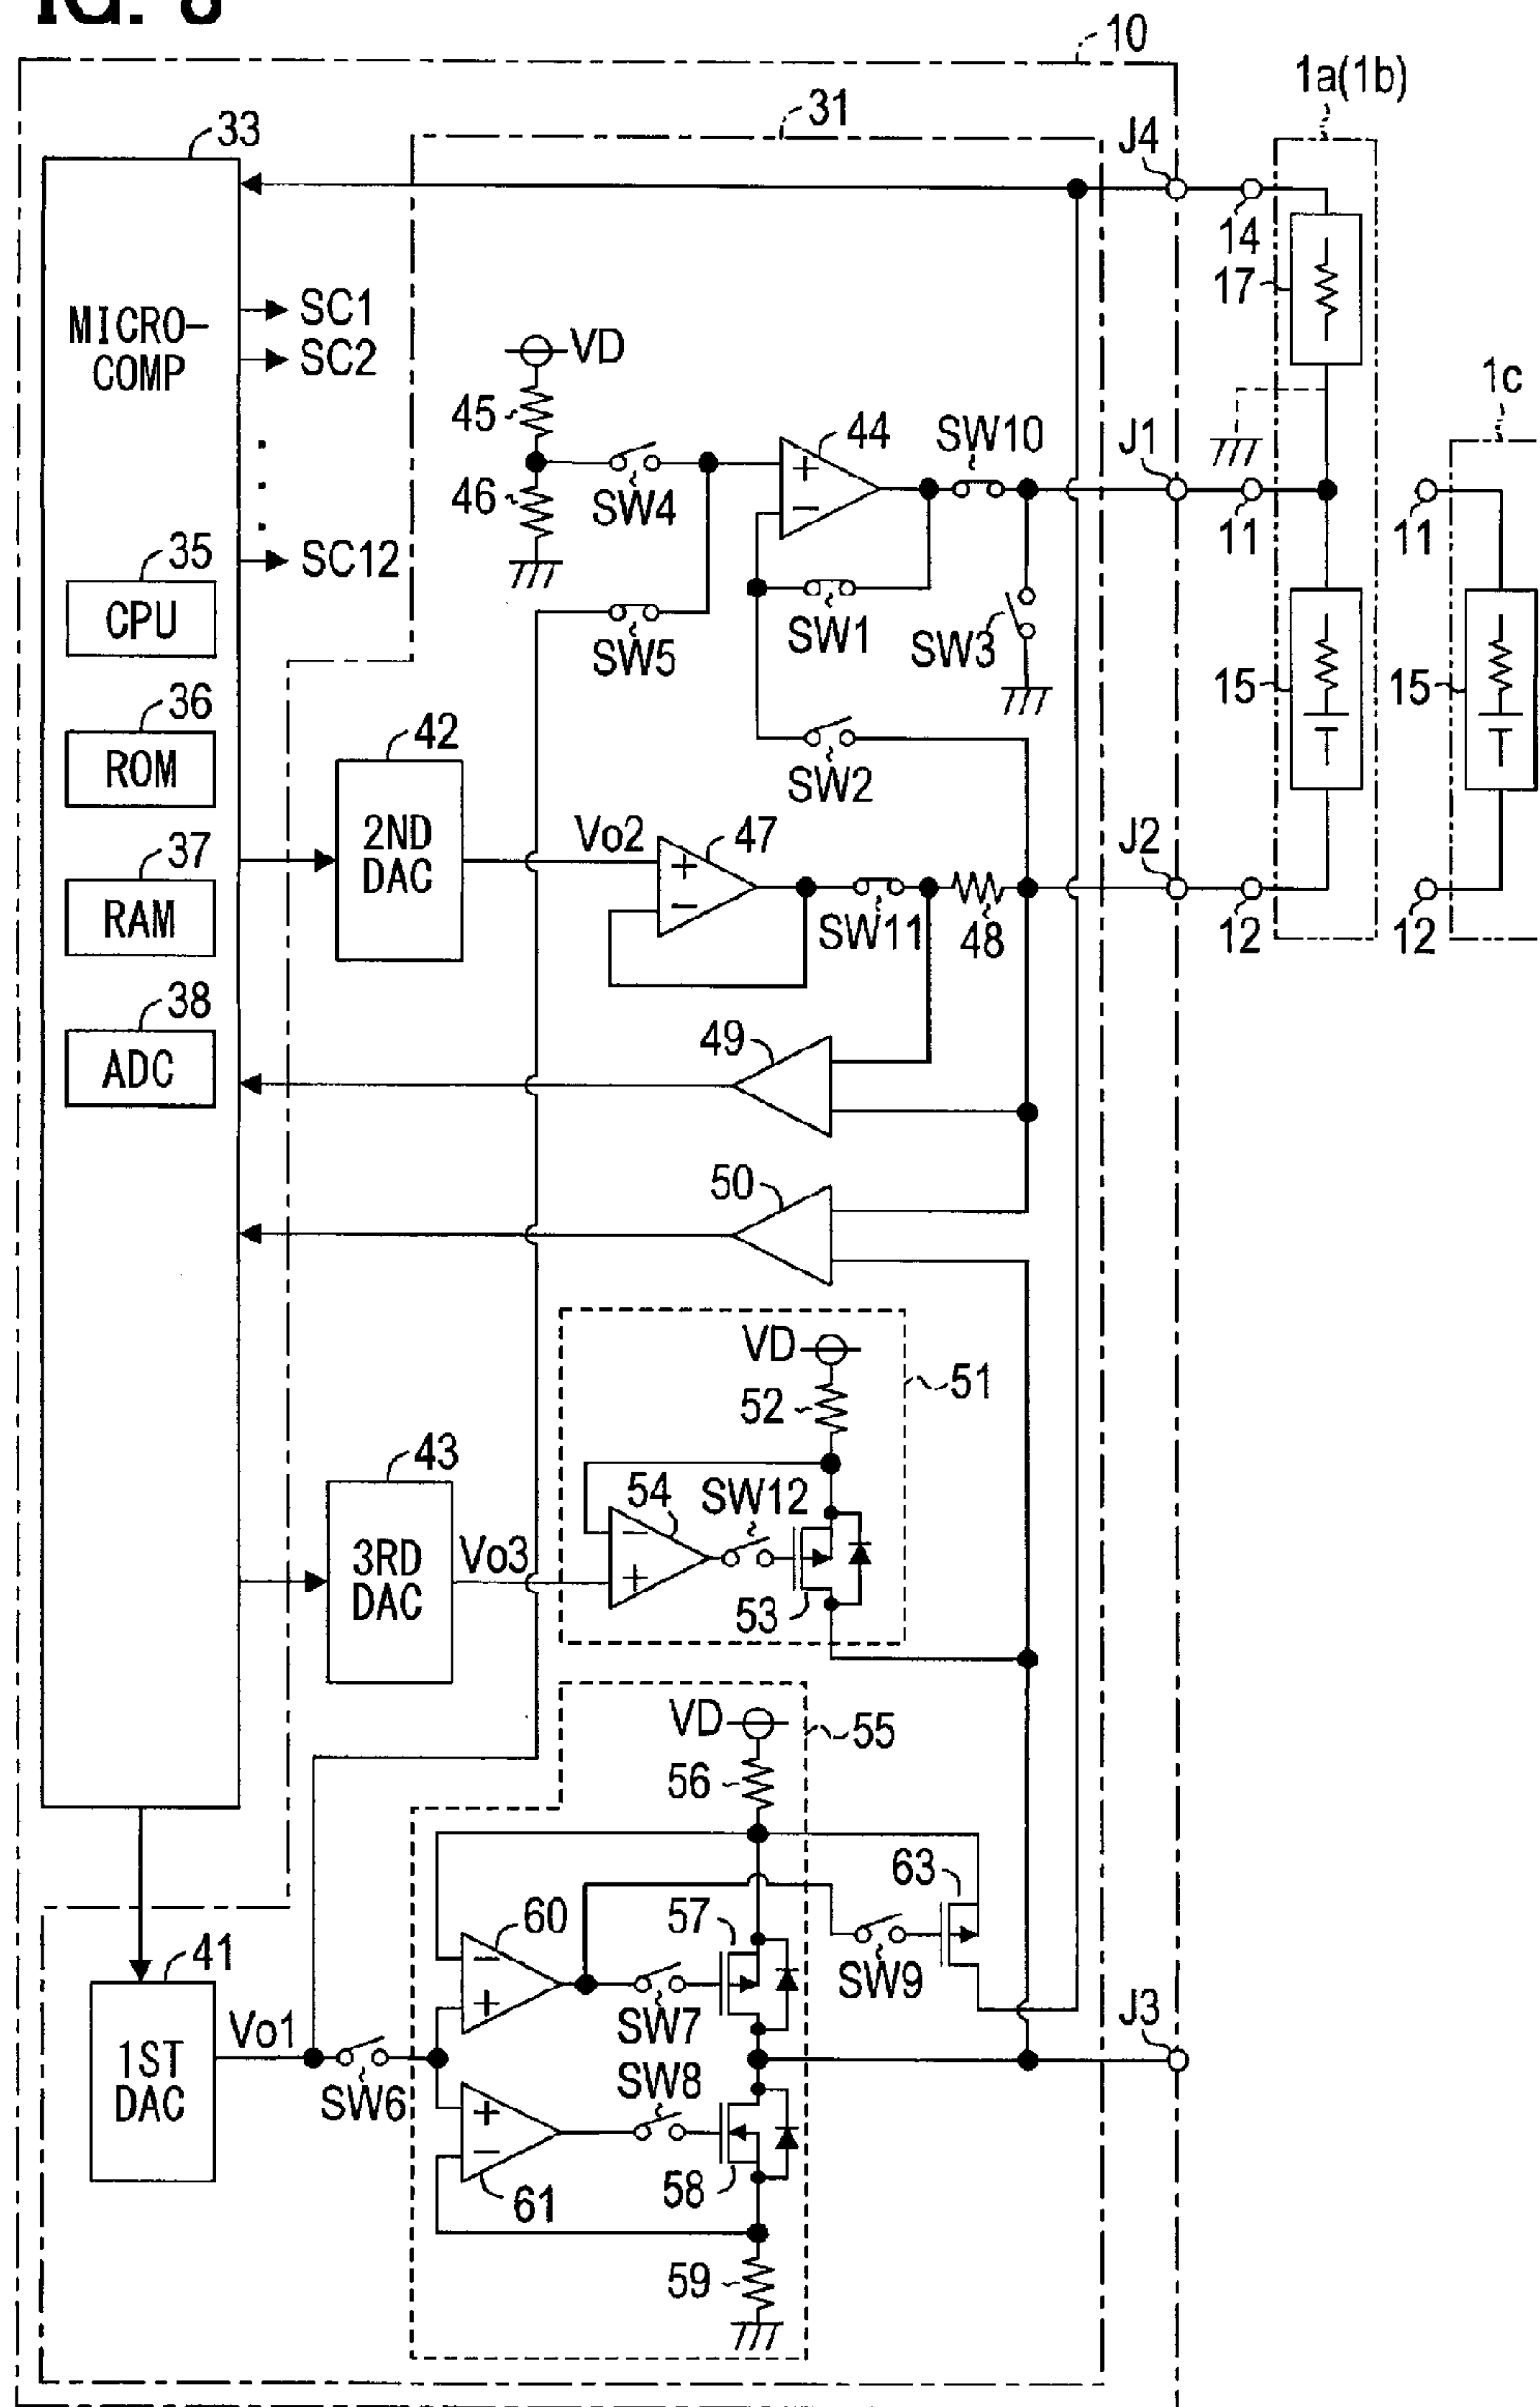 10
1a(1b)
33
31
J4
14
17
MICRO-
COMP
SC1
SC2
VD
1c
45
44
SW10
J1
46
SW4
11
11
SC12
35
CPU
SW1
SW5
SW3
15
15
36
ROM
42
SW2
2ND
DAC
Vo2
47
J2
37
RAM
SW11
48
12
12
38
ADC
49
50
VD
51
52
43
54
SW12
3RD
DAC
Vo3
53
VD
55
56
63
60
57
41
SW9
SW7
J3
Vo1
1ST
DAC
SW8
SW6
58
61
59